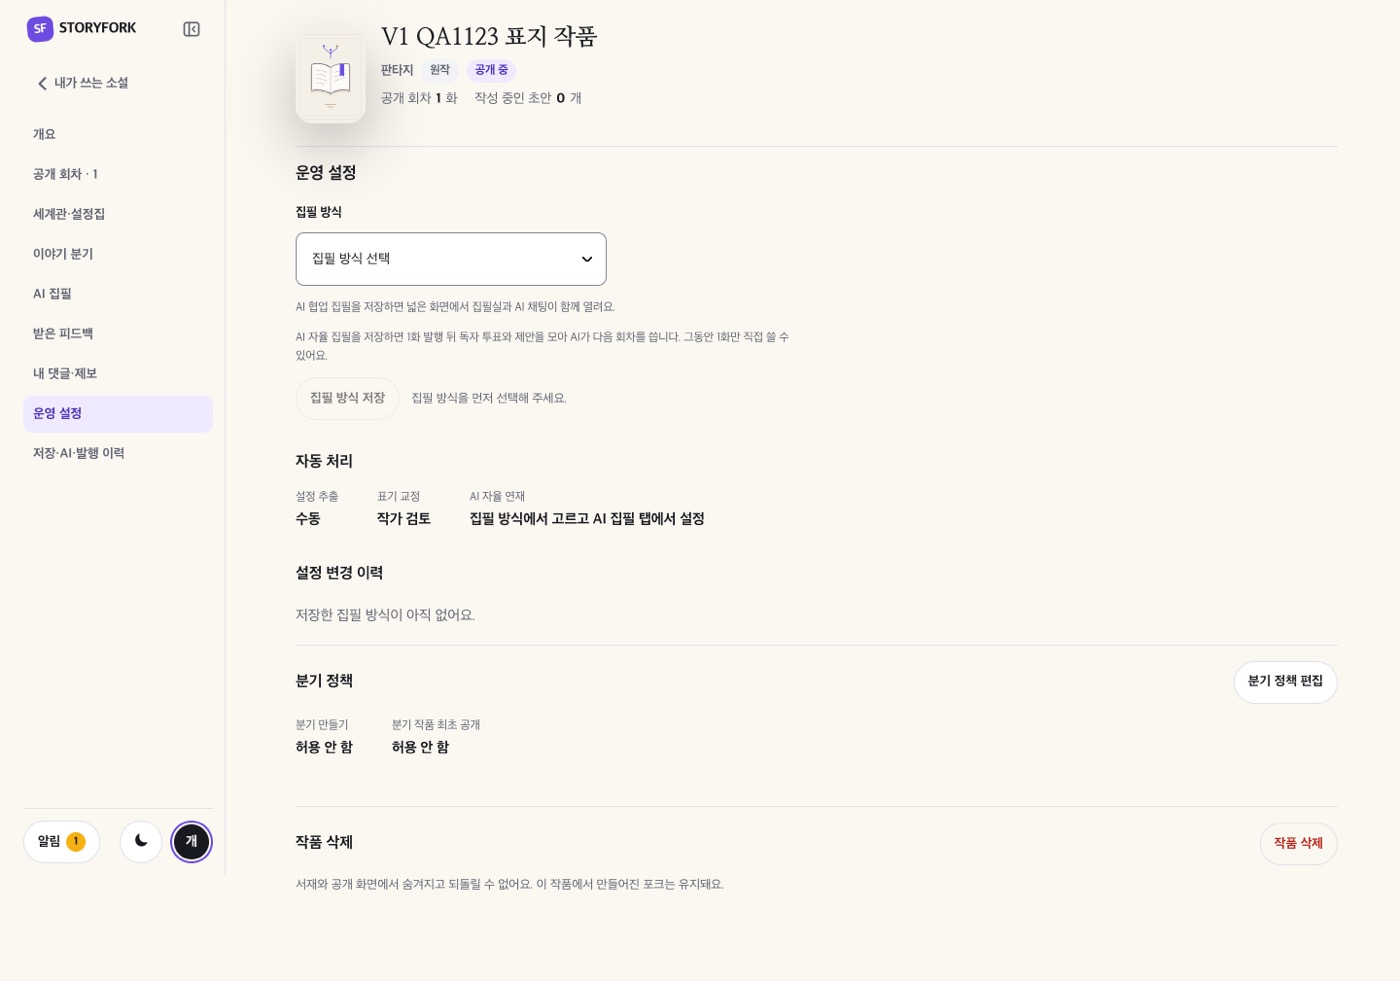 SF STORYFORK
내가 쓰는 소설
개요
공개 회차 · 1
세계관·설정집
이야기 분기
AI 집필
받은 피드백
내 댓글·제보
운영 설정
저장·AI·발행 이력
알림 1
개
V1 QA1123 표지 작품
판타지 원작 공개 중
공개 회차 1 화 작성 중인 초안 0 개
운영 설정
집필 방식
집필 방식 선택
AI 협업 집필을 저장하면 넓은 화면에서 집필실과 AI 채팅이 함께 열려요.
AI 자율 집필을 저장하면 1화 발행 뒤 독자 투표와 제안을 모아 AI가 다음 회차를 씁니다. 그동안 1화만 직접 쓸 수
있어요.
집필 방식 저장 집필 방식을 먼저 선택해 주세요.
자동 처리
설정 추출 표기 교정 AI 자율 연재
수동 작가 검토 집필 방식에서 고르고 AI 집필 탭에서 설정
설정 변경 이력
저장한 집필 방식이 아직 없어요.
분기 정책 분기 정책 편집
분기 만들기 분기 작품 최초 공개
허용 안 함 허용 안 함
작품 삭제 작품 삭제
서재와 공개 화면에서 숨겨지고 되돌릴 수 없어요. 이 작품에서 만들어진 포크는 유지돼요.